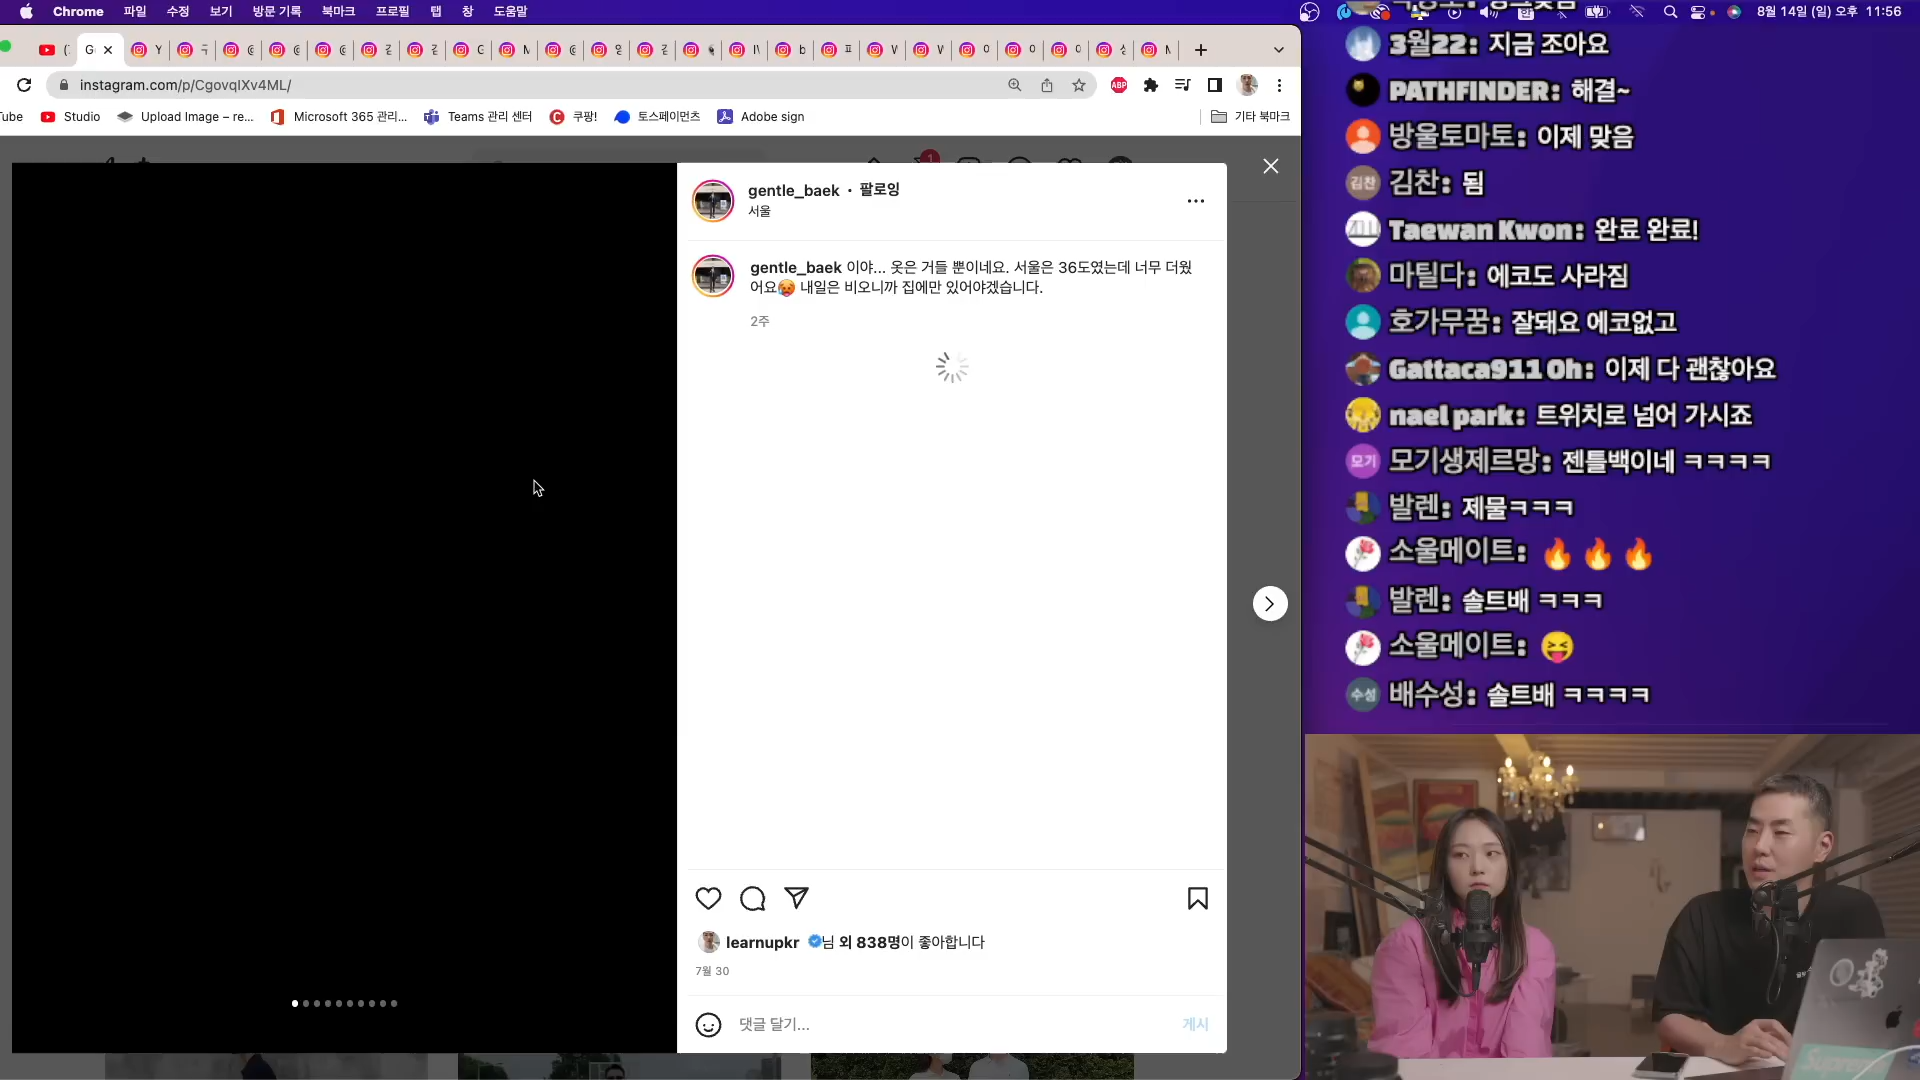 Chrome 파일 수정 보기 방문 기록 북마크 프로필 탭 창 도움말
8월 14일 (일) 오후 11:56
instagram.com/p/CgovqIXv4ML/
ABP
ube Studio Upload Image – re... Microsoft 365 관리... Teams 관리 센터 쿠팡! 토스페이먼츠 Adobe sign 기타 북마크
1
gentle_baek • 팔로잉
서울
gentle_baek 이야... 옷은 거들 뿐이네요. 서울은 36도였는데 너무 더웠
어요🥵 내일은 비오니까 집에만 있어야겠습니다.
2주
learnupkr 님 외 838명이 좋아합니다
7월 30
댓글 달기...
게시
3월22: 지금 조아요
PATHFINDER: 해결~
방울토마토: 이제 맞음
김찬 김찬: 됨
Taewan Kwon: 완료 완료!
마틸다: 에코도 사라짐
호가무꿈: 잘돼요 에코없고
Gattaca911 Oh: 이제 다 괜찮아요
nael park: 트위치로 넘어 가시죠
모기 모기생제르망: 젠틀백이네 ㅋㅋㅋㅋ
발렌: 제물ㅋㅋㅋ
소울메이트: 🔥 🔥 🔥
발렌: 솔트배 ㅋㅋㅋ
소울메이트: 😝
수성 배수성: 솔트배 ㅋㅋㅋㅋ
Supreme